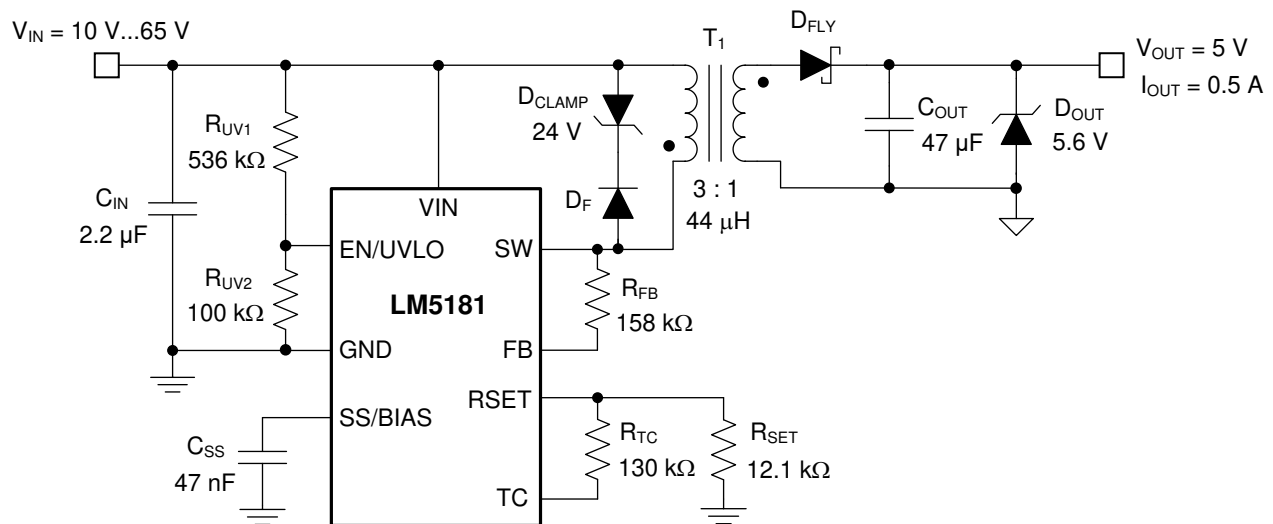 V_IN = 10 V...65 V
D_FLY
T_1
V_OUT = 5 V
I_OUT = 0.5 A
D_CLAMP
24 V
C_OUT
47 µF
D_OUT
5.6 V
R_UV1
536 kΩ
C_IN
2.2 µF
D_F
3 : 1
44 µH
VIN
EN/UVLO
SW
R_UV2
100 kΩ
LM5181
R_FB
158 kΩ
GND
FB
RSET
SS/BIAS
C_SS
47 nF
R_TC
130 kΩ
R_SET
12.1 kΩ
TC